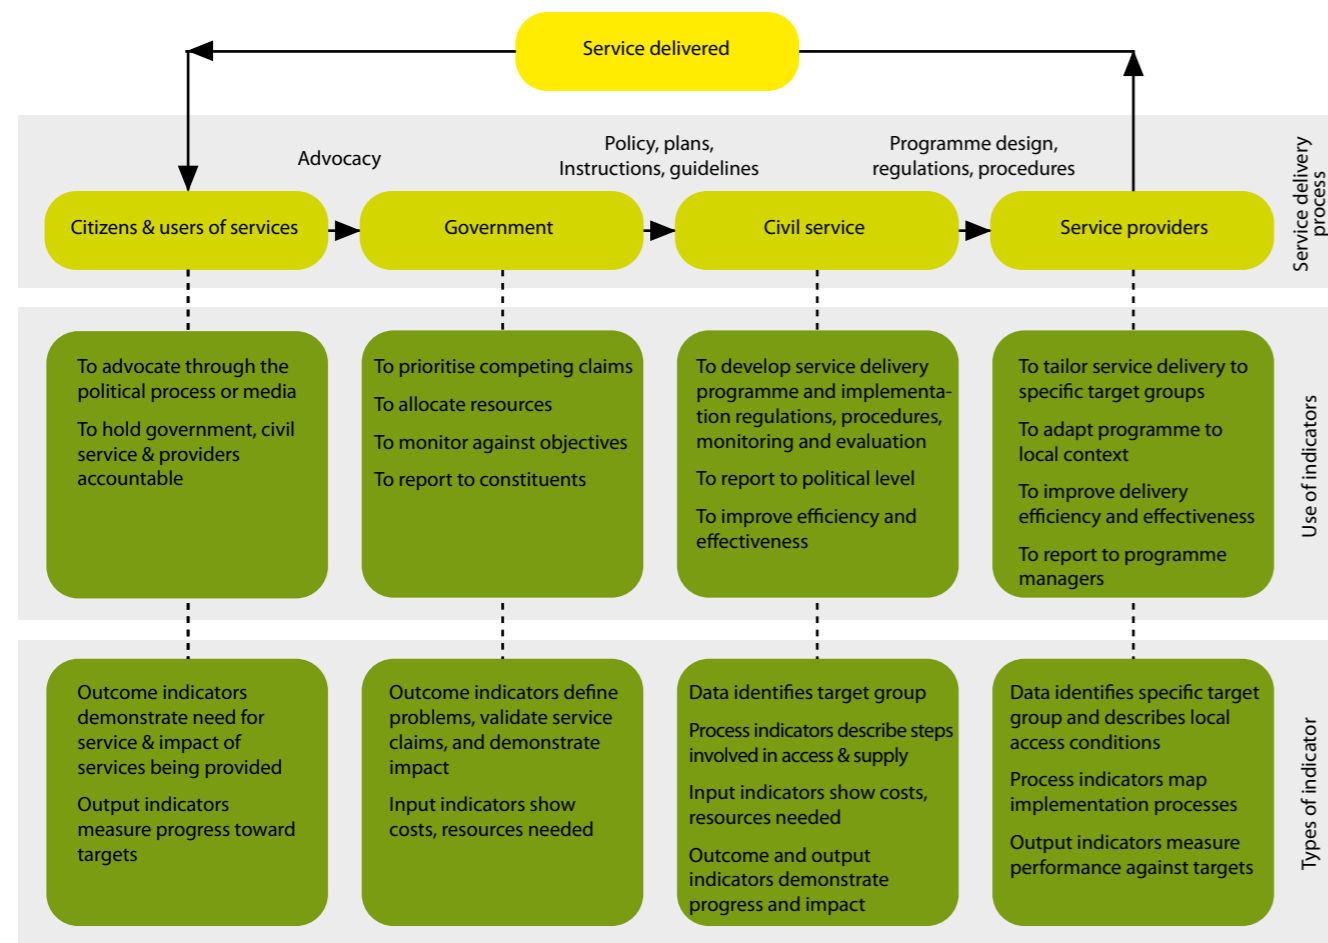 Service delivered
Advocacy
Policy, plans,
Instructions, guidelines
Programme design,
regulations, procedures
Service delivery
process
Citizens & users of services
Government
Civil service
Service providers
To advocate through the
political process or media
To hold government, civil
service & providers
accountable
To prioritise competing claims
To allocate resources
To monitor against objectives
To report to constituents
To develop service delivery
programme and implementa-
tion regulations, procedures,
monitoring and evaluation
To report to political level
To improve efficiency and
effectiveness
To tailor service delivery to
specific target groups
To adapt programme to
local context
To improve delivery
efficiency and effectiveness
To report to programme
managers
Use of indicators
Outcome indicators
demonstrate need for
service & impact of
services being provided
Output indicators
measure progress toward
targets
Outcome indicators define
problems, validate service
claims, and demonstrate
impact
Input indicators show
costs, resources needed
Data identifies target group
Process indicators describe steps
involved in access & supply
Input indicators show costs,
resources needed
Outcome and output
indicators demonstrate
progress and impact
Data identifies specific target
group and describes local
access conditions
Process indicators map
implementation processes
Output indicators measure
performance against targets
Types of indicator